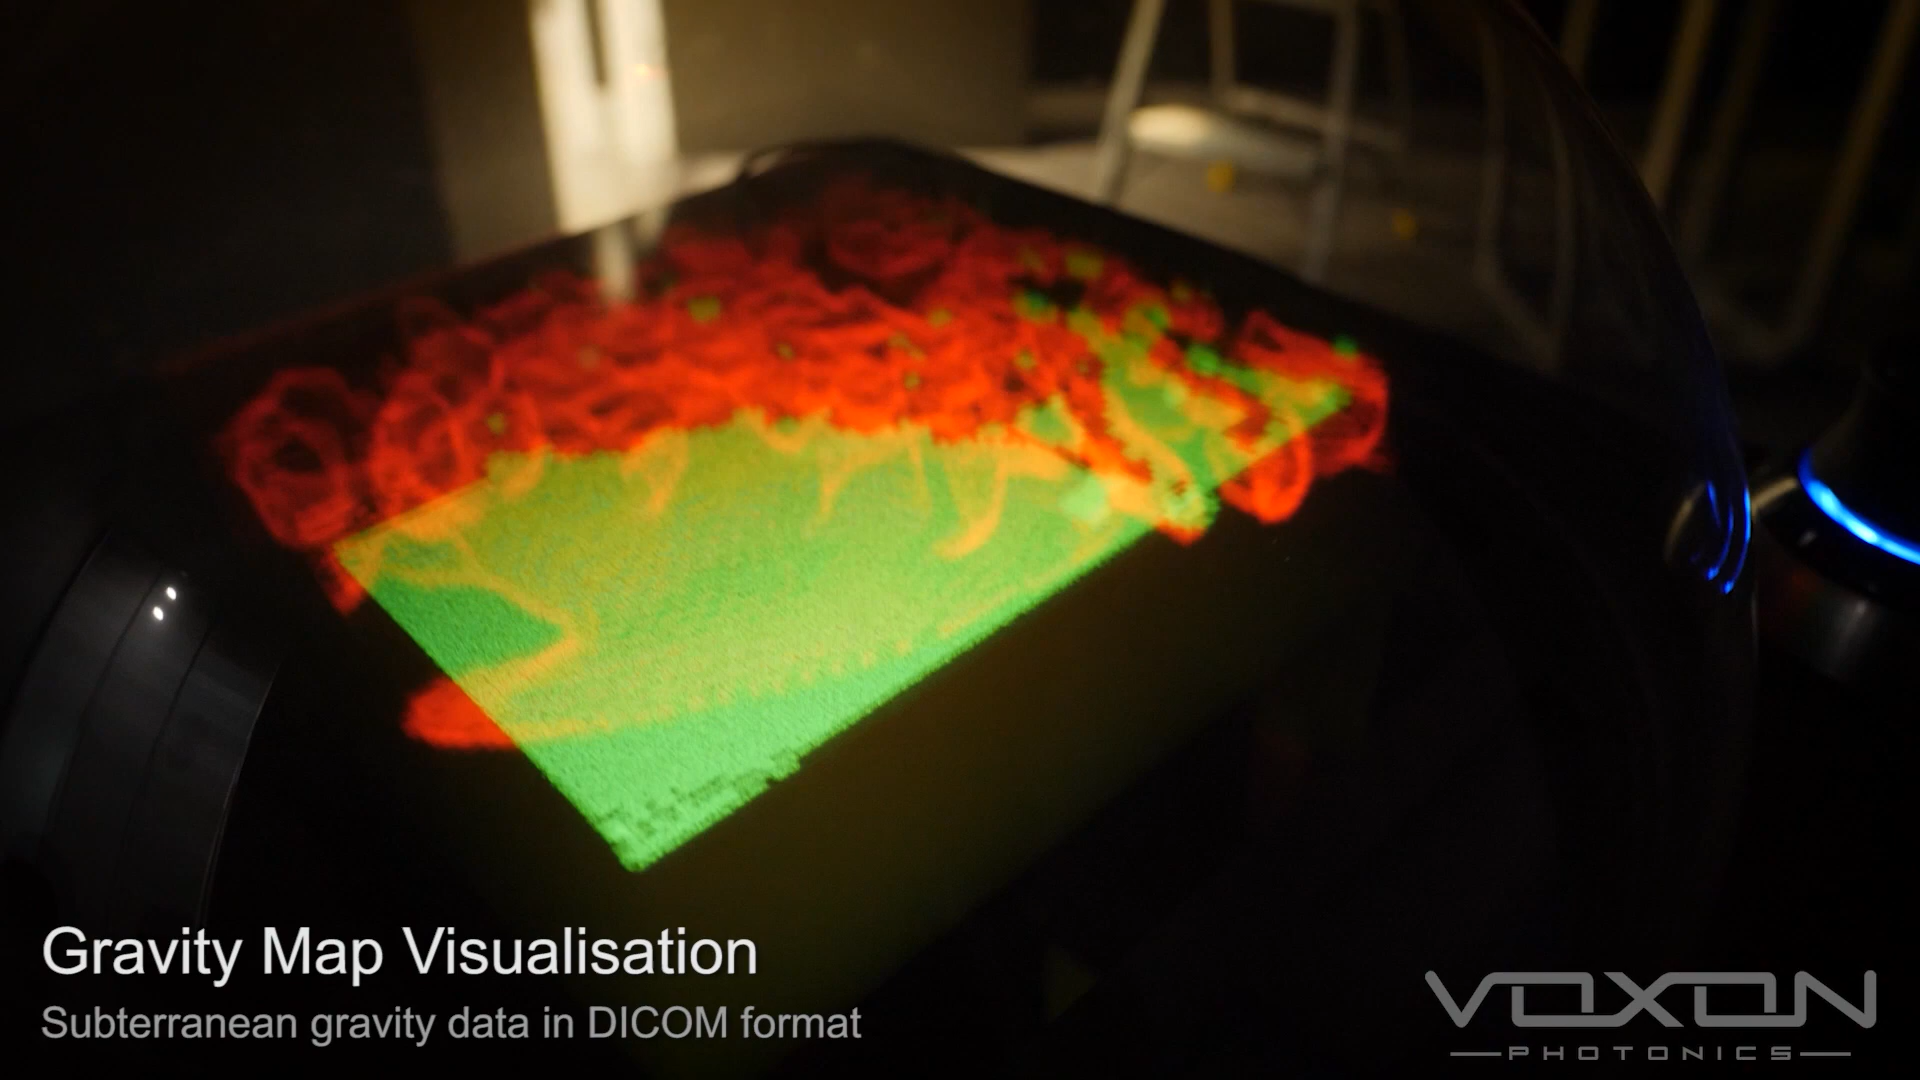 Gravity Map Visualisation
Subterranean gravity data in DICOM format
VOXON
PHOTONICS